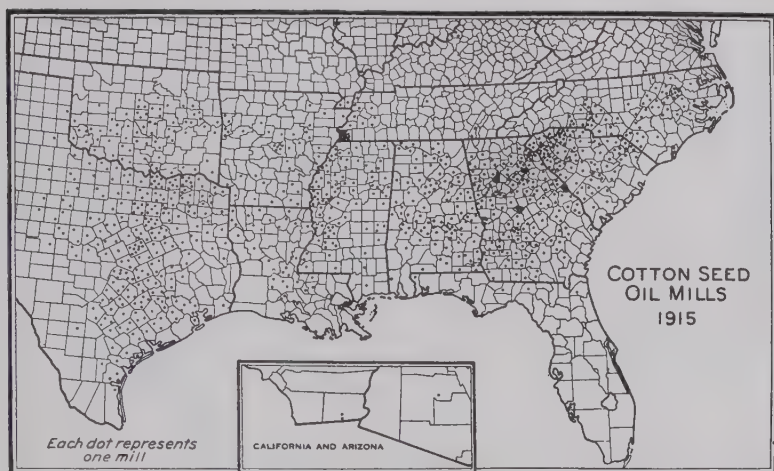 COTTON SEED
OIL MILLS
1915
Each dot represents
one mill
CALIFORNIA AND ARIZONA